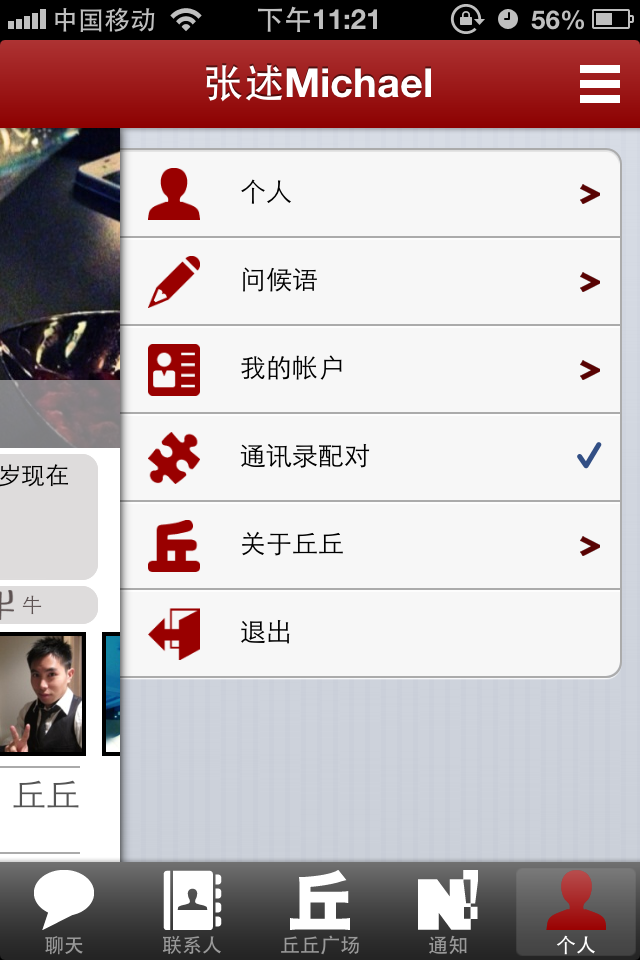 中国移动 下午11:21 56%
张述Michael
个人
问候语
我的帐户
通讯录配对
丘 关于丘丘
退出
岁现在
牛
丘丘
丘 N!
聊天 联系人 丘丘广场 通知 个人